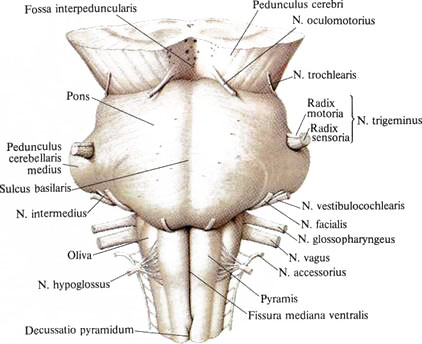 Fossa interpeduncularis
Pedunculus cerebri
N. oculomotorius
N. trochlearis
Pons
Radix
motoria
Radix
sensoria
N. trigeminus
Pedunculus
cerebellaris
medius
Sulcus basilaris
N. intermedius
N. vestibulocochlearis
N. facialis
N. glossopharyngeus
Oliva
N. vagus
N. accessorius
N. hypoglossus
Pyramis
Fissura mediana ventralis
Decussatio pyramidum